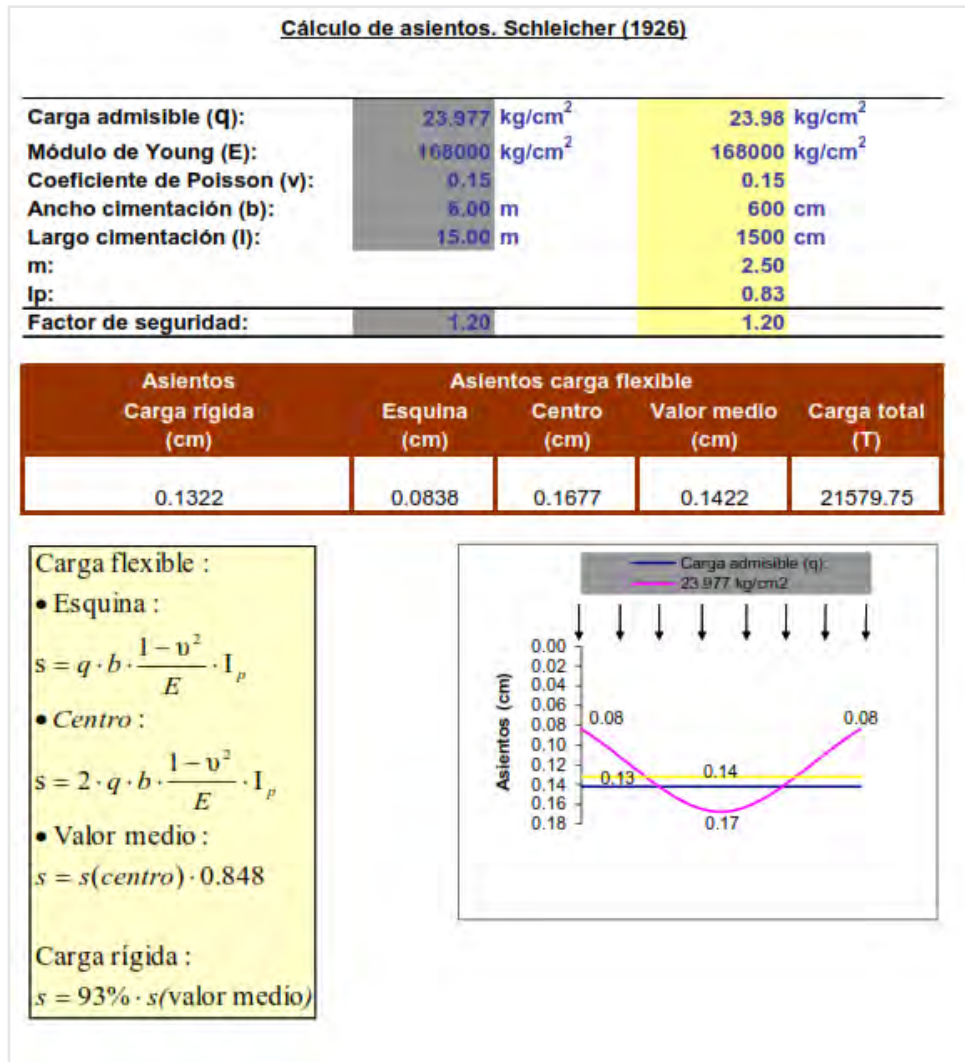 Cálculo de asientos. Schleicher (1926)
Carga admisible (q): 23.977 kg/cm² 23.98 kg/cm²
Módulo de Young (E): 168000 kg/cm² 168000 kg/cm²
Coeficiente de Poisson (v): 0.15 0.15
Ancho cimentación (b): 6.00 m 600 cm
Largo cimentación (l): 15.00 m 1500 cm
m: 2.50
Ip: 0.83
Factor de seguridad: 1.20 1.20
Asientos Asientos carga flexible
Carga rígida Esquina Centro Valor medio Carga total
(cm) (cm) (cm) (cm) (T)
0.1322 0.0838 0.1677 0.1422 21579.75
Carga flexible :
• Esquina :
s = q · b · (1 − υ²)/E · I_p
• Centro :
s = 2 · q · b · (1 − υ²)/E · I_p
• Valor medio :
s = s(centro) · 0.848
Carga rígida :
s = 93% · s(valor medio)
Carga admisible (q):
23.977 kg/cm2
Asientos (cm)
0.00
0.02
0.04
0.06
0.08
0.10
0.12
0.14
0.16
0.18
0.08 0.08
0.13 0.14
0.17